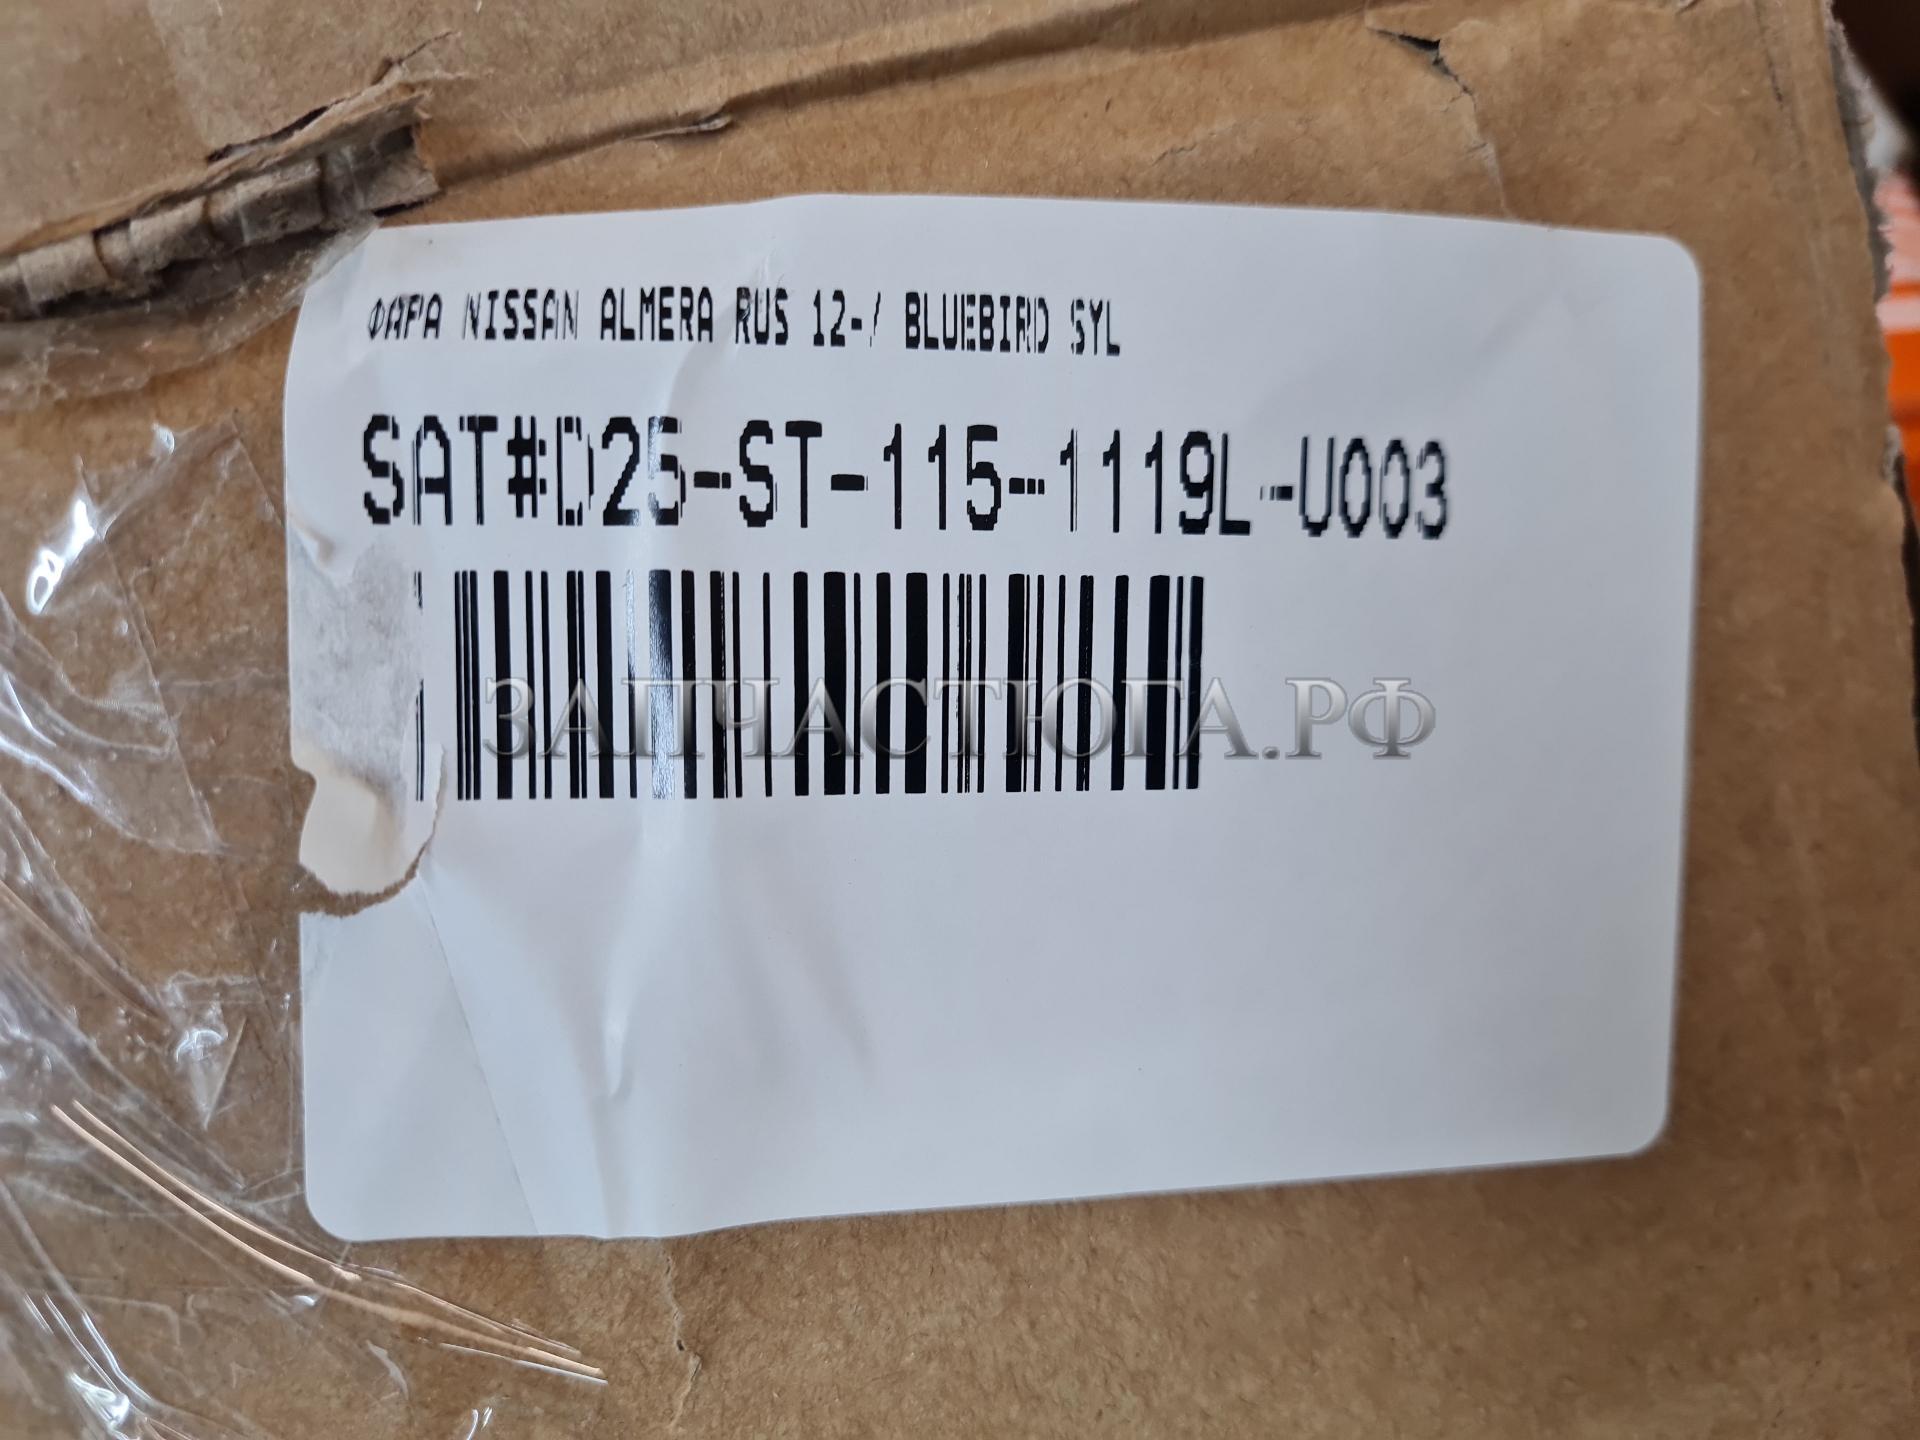 ФАРА NISSAN ALMERA RUS 12-/ BLUEBIRD SYL
SAT#D25-ST-115-1119L-U003
ЗАПЧАСТЮГА.РФ